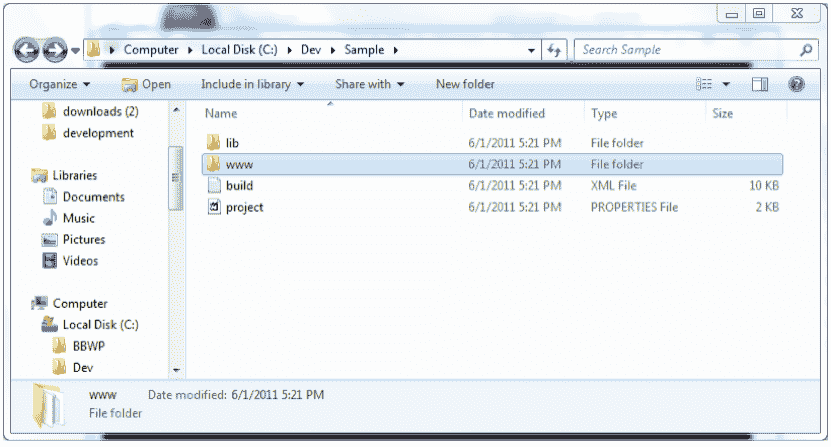 Computer Local Disk (C:) Dev Sample Search Sample
Organize Open Include in library Share with New folder
downloads (2)
development
Libraries
Documents
Music
Pictures
Videos
Computer
Local Disk (C:)
BBWP
Dev
Name Date modified Type Size
lib 6/1/2011 5:21 PM File folder
www 6/1/2011 5:21 PM File folder
build 6/1/2011 5:21 PM XML File 10 KB
project 6/1/2011 5:21 PM PROPERTIES File 2 KB
www Date modified: 6/1/2011 5:21 PM
File folder